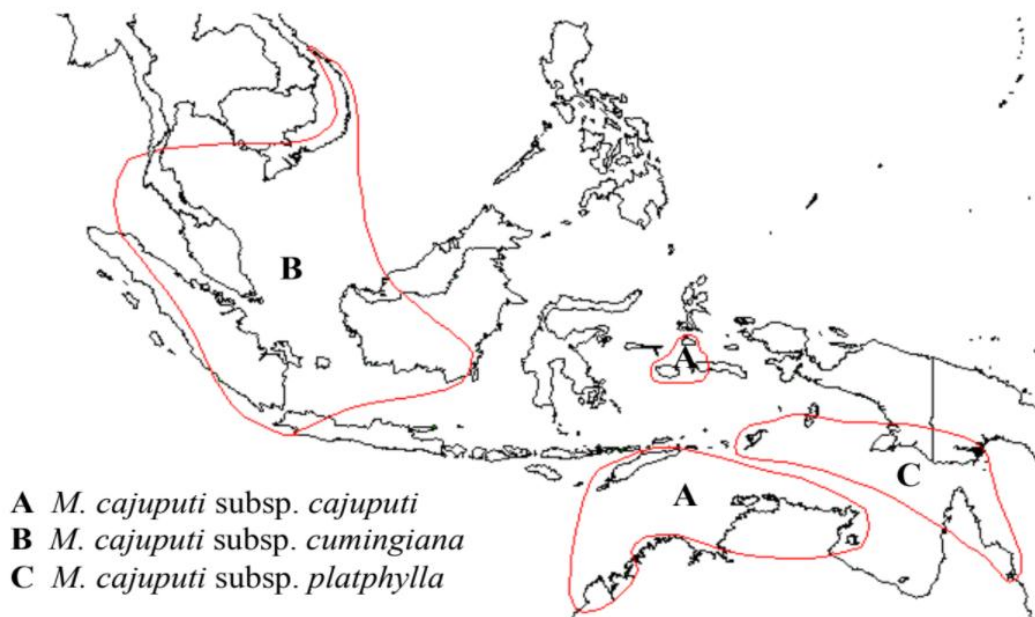 B
A
A
C
A M. cajuputi subsp. cajuputi
B M. cajuputi subsp. cumingiana
C M. cajuputi subsp. platphylla